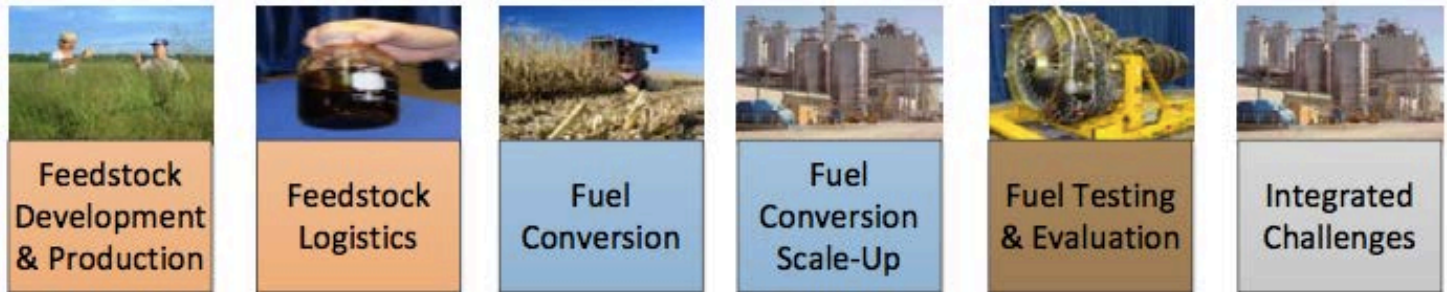 Feedstock
Development
& Production
Feedstock
Logistics
Fuel
Conversion
Fuel
Conversion
Scale-Up
Fuel Testing
& Evaluation
Integrated
Challenges